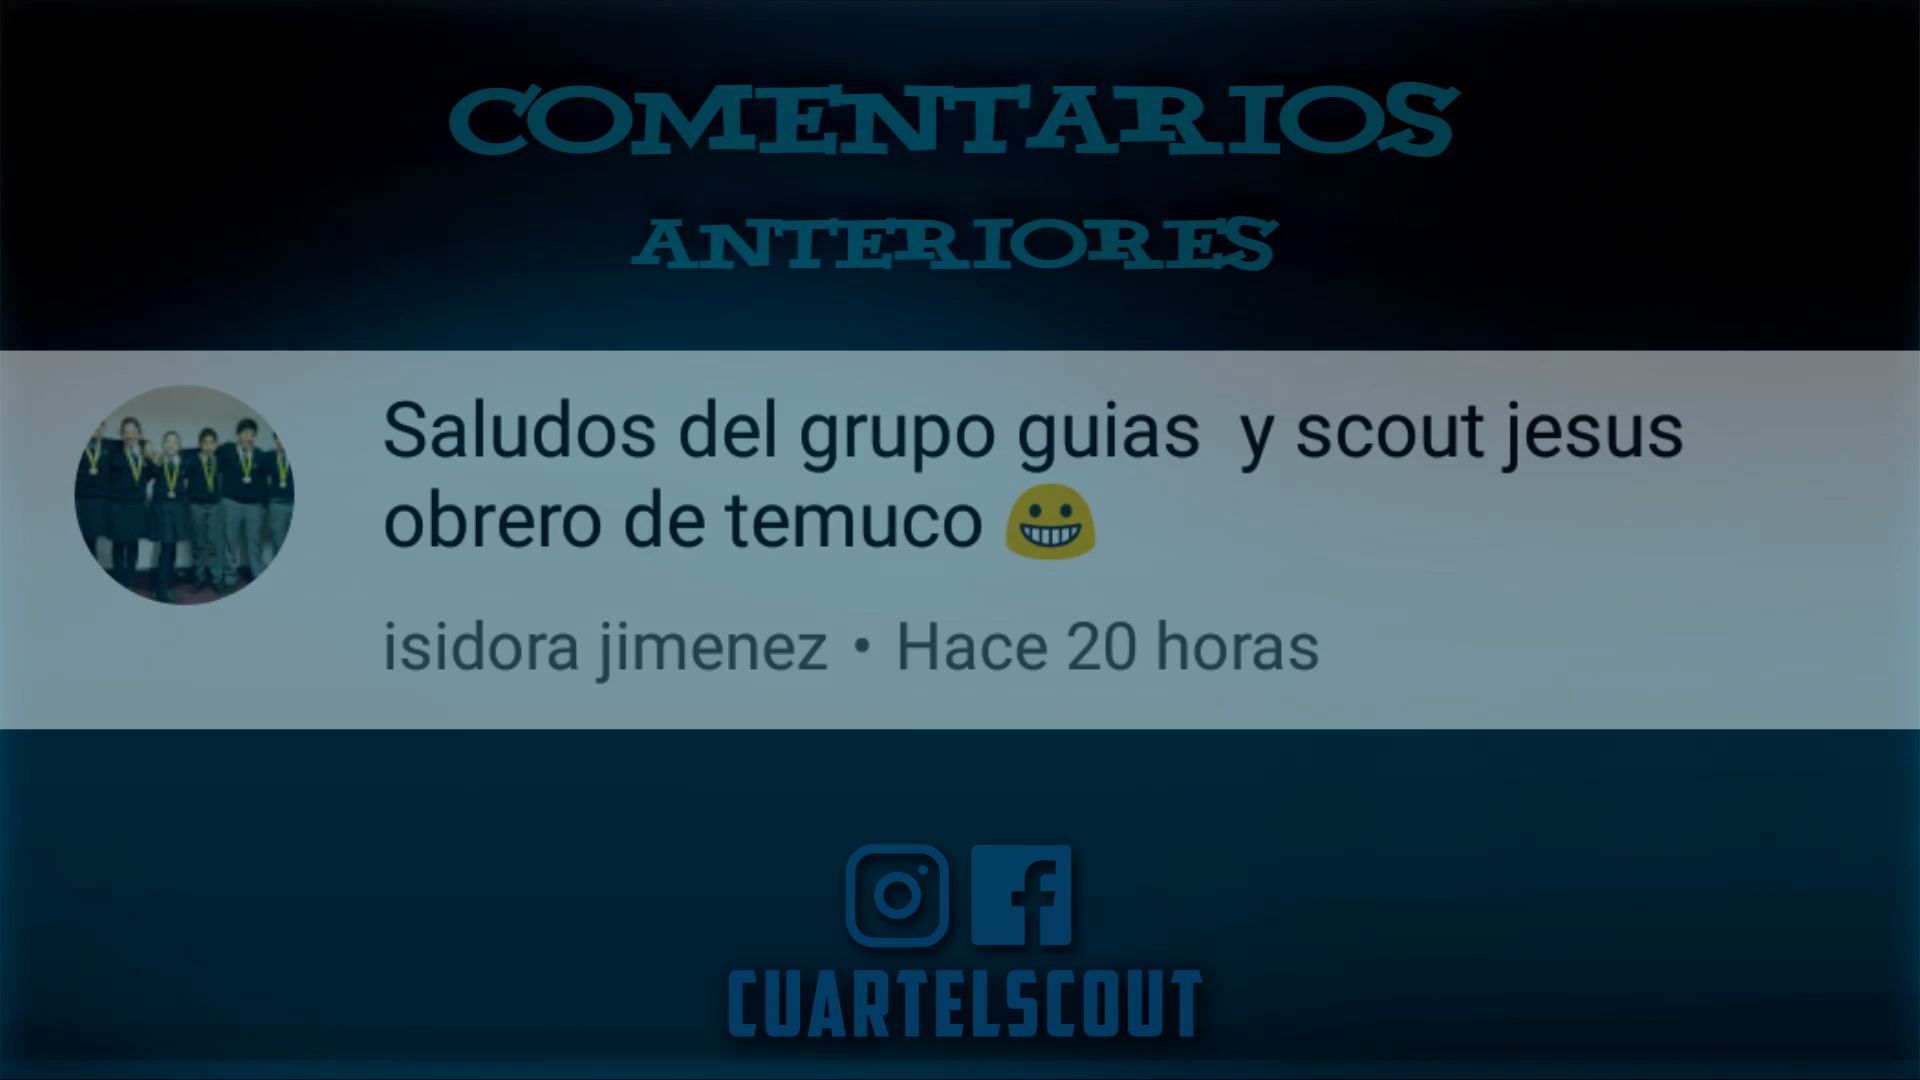 COMENTARIOS
ANTERIORES
Saludos del grupo guias y scout jesus
obrero de temuco 😀
isidora jimenez • Hace 20 horas
CUARTELSCOUT